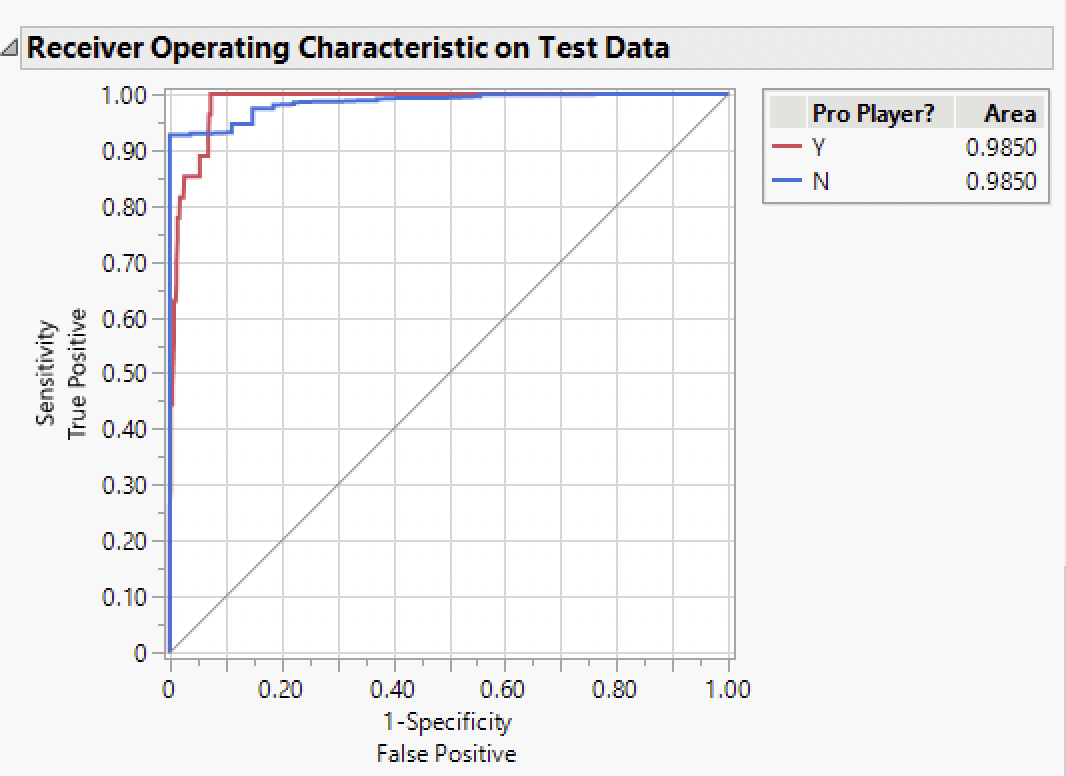 Receiver Operating Characteristic on Test Data
1.00
0.90
0.80
0.70
0.60
0.50
0.40
0.30
0.20
0.10
0
Sensitivity
True Positive
0 0.20 0.40 0.60 0.80 1.00
1-Specificity
False Positive
Pro Player? Area
Y 0.9850
N 0.9850